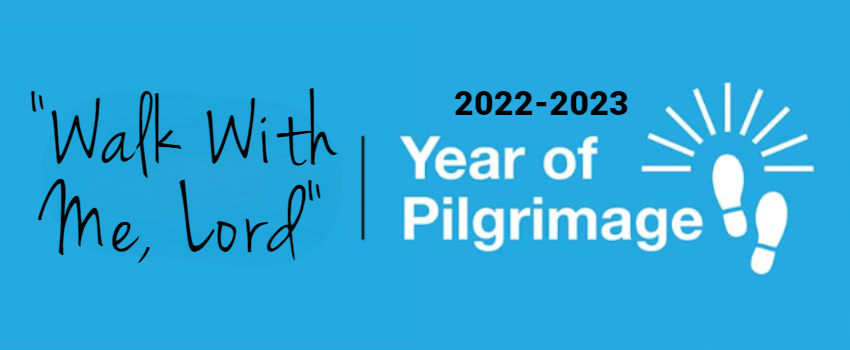 "Walk With
Me, Lord"
2022-2023
Year of
Pilgrimage